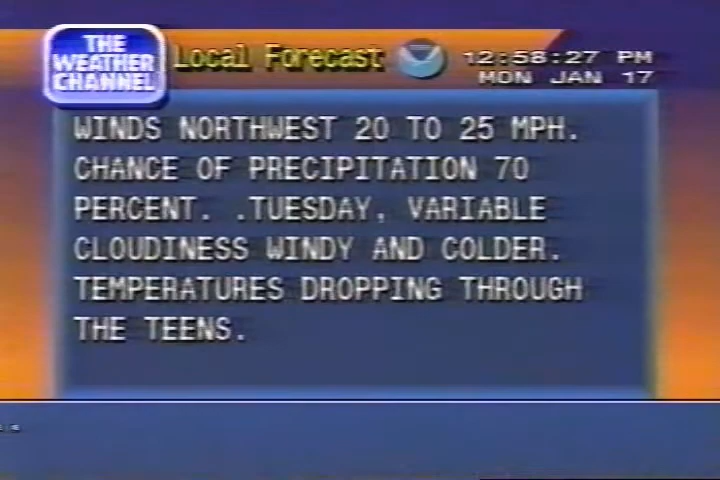 THE
WEATHER
CHANNEL
Local Forecast
12:58:27 PM
MON JAN 17
WINDS NORTHWEST 20 TO 25 MPH.
CHANCE OF PRECIPITATION 70
PERCENT. .TUESDAY, VARIABLE
CLOUDINESS WINDY AND COLDER.
TEMPERATURES DROPPING THROUGH
THE TEENS.